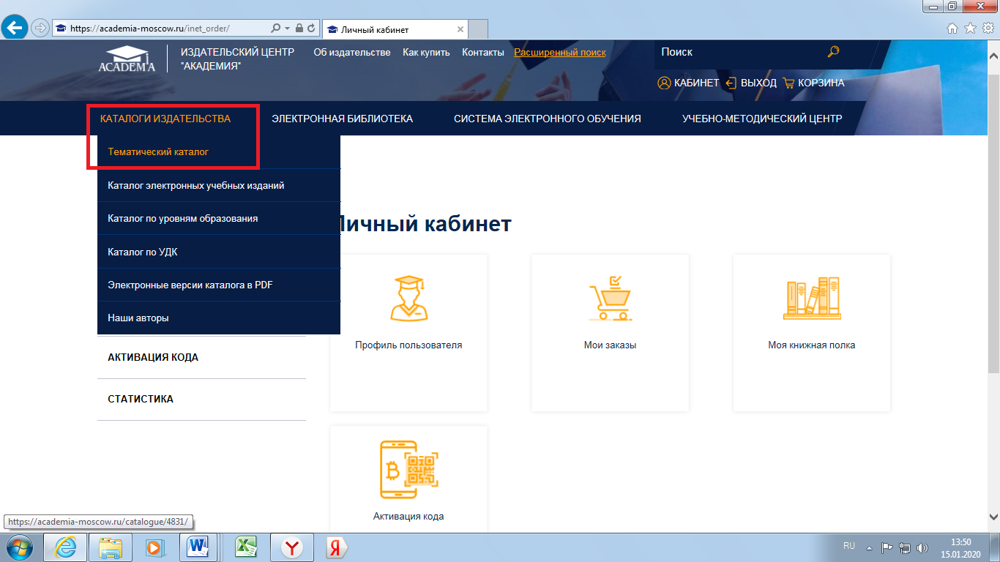 https://academia-moscow.ru/inet_order/
Личный кабинет
ACADEMiA
ИЗДАТЕЛЬСКИЙ ЦЕНТР
"АКАДЕМИЯ"
Об издательстве
Как купить
Контакты
Расширенный поиск
Поиск
КАБИНЕТ
ВЫХОД
КОРЗИНА
КАТАЛОГИ ИЗДАТЕЛЬСТВА
ЭЛЕКТРОННАЯ БИБЛИОТЕКА
СИСТЕМА ЭЛЕКТРОННОГО ОБУЧЕНИЯ
УЧЕБНО-МЕТОДИЧЕСКИЙ ЦЕНТР
Тематический каталог
Каталог электронных учебных изданий
Каталог по уровням образования
Каталог по УДК
Электронные версии каталога в PDF
Наши авторы
АКТИВАЦИЯ КОДА
СТАТИСТИКА
Личный кабинет
Профиль пользователя
Мои заказы
Моя книжная полка
Активация кода
https://academia-moscow.ru/catalogue/4831/
RU
13:50
15.01.2020